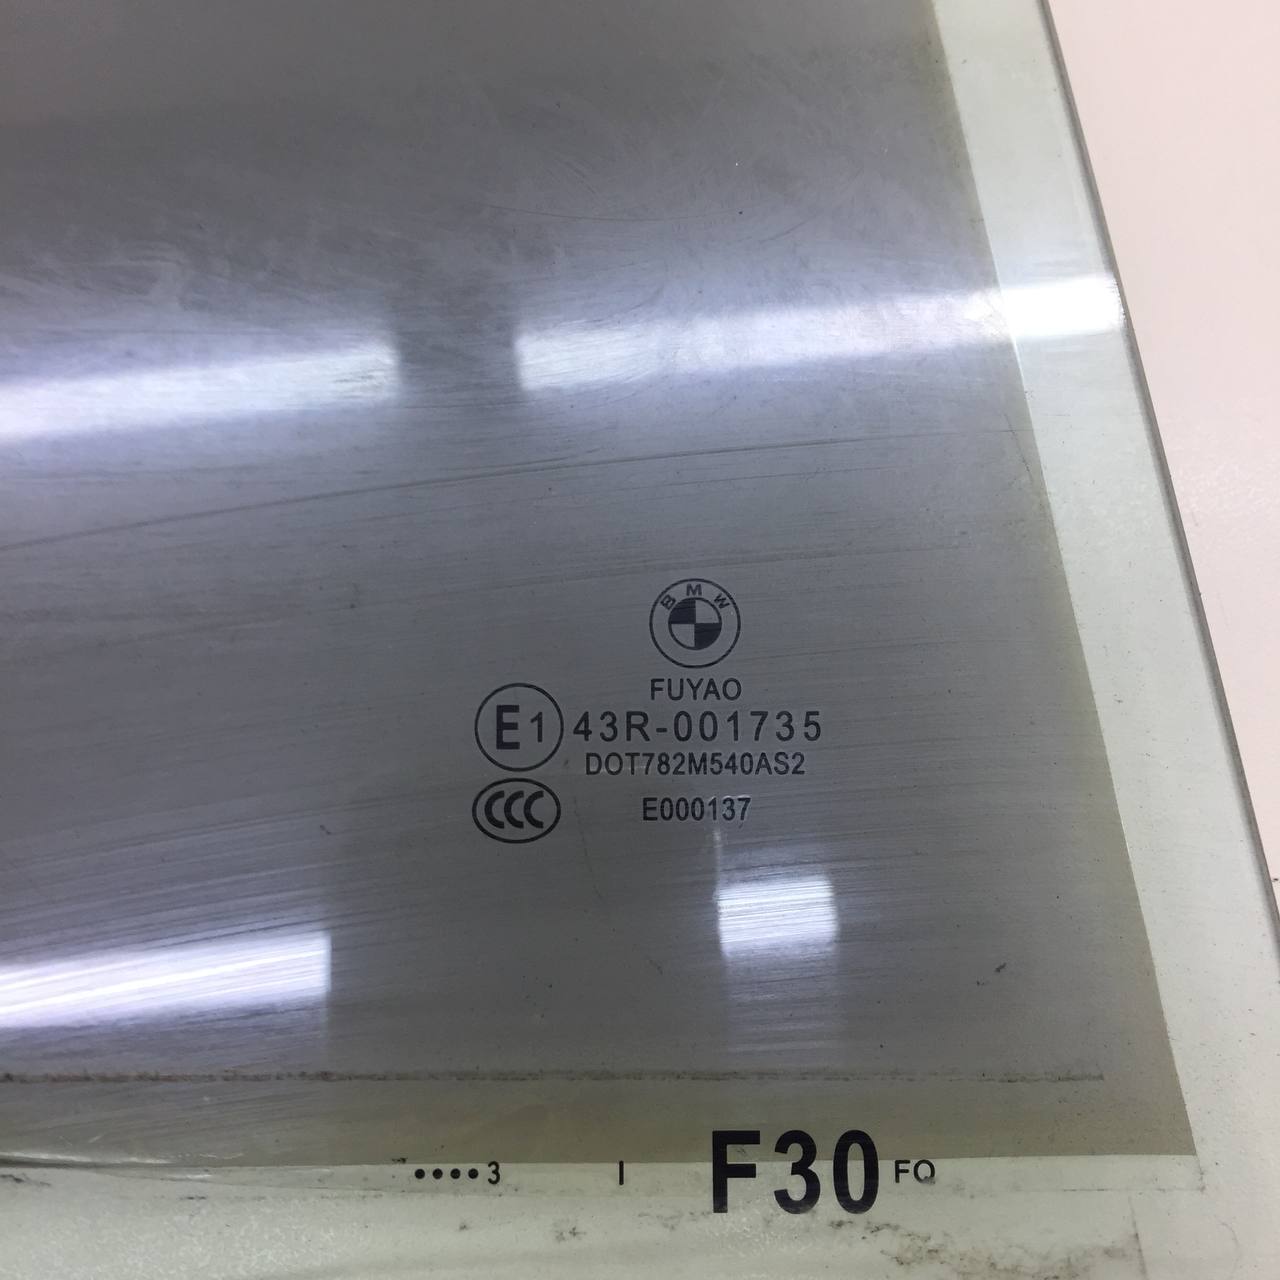 BMW
FUYAO
E1 43R-001735
DOT782M540AS2
CCC E000137
••••3 I F30 FQ